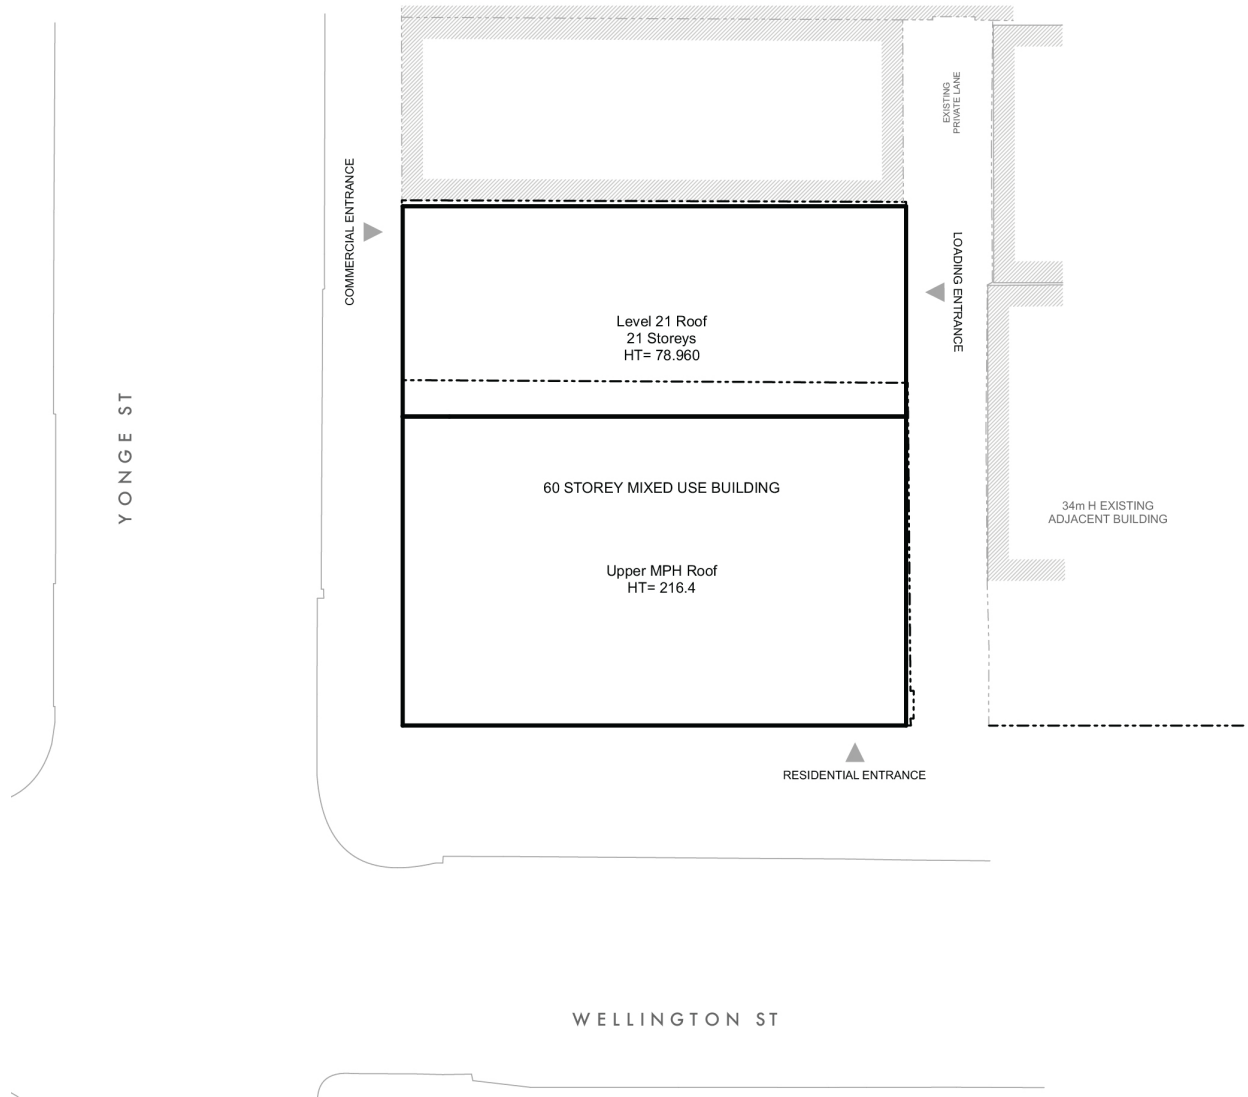 EXISTING
PRIVATE LANE
COMMERCIAL ENTRANCE
LOADING ENTRANCE
Level 21 Roof
21 Storeys
HT= 78.960
YONGE ST
60 STOREY MIXED USE BUILDING
34m H EXISTING
ADJACENT BUILDING
Upper MPH Roof
HT= 216.4
RESIDENTIAL ENTRANCE
WELLINGTON ST